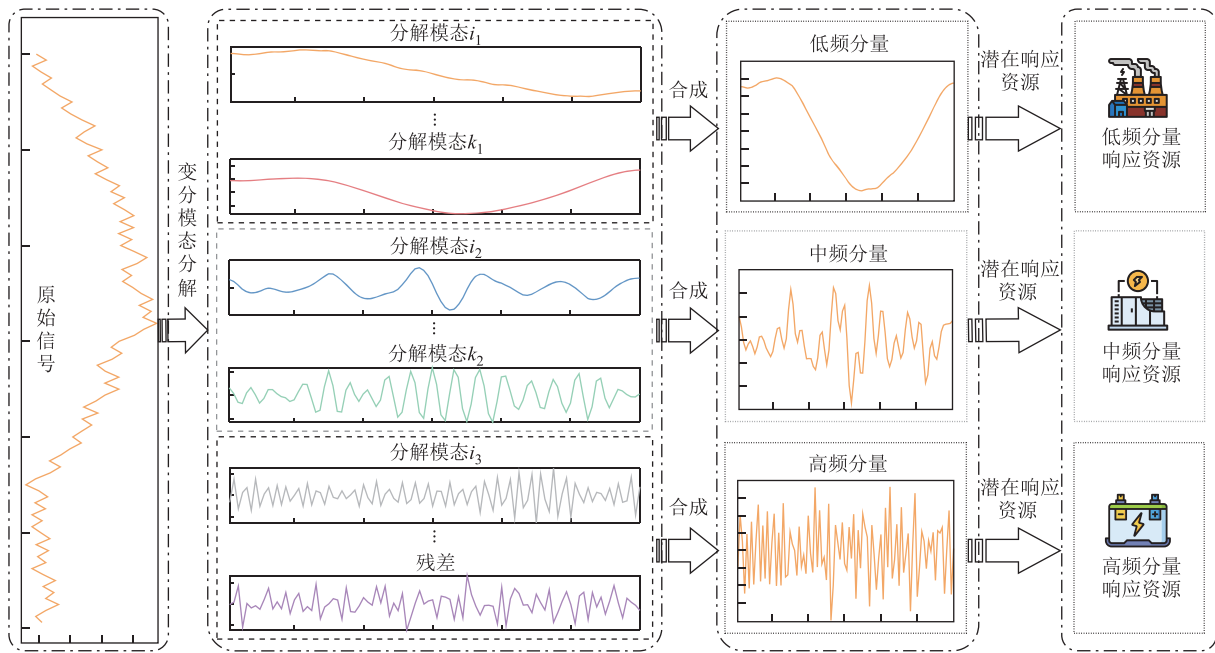 原始信号
变分模态分解
分解模态i₁
⋮
分解模态k₁
分解模态i₂
⋮
分解模态k₂
分解模态i₃
⋮
残差
合成
合成
合成
低频分量
中频分量
高频分量
潜在响应
资源
潜在响应
资源
潜在响应
资源
低频分量
响应资源
中频分量
响应资源
高频分量
响应资源